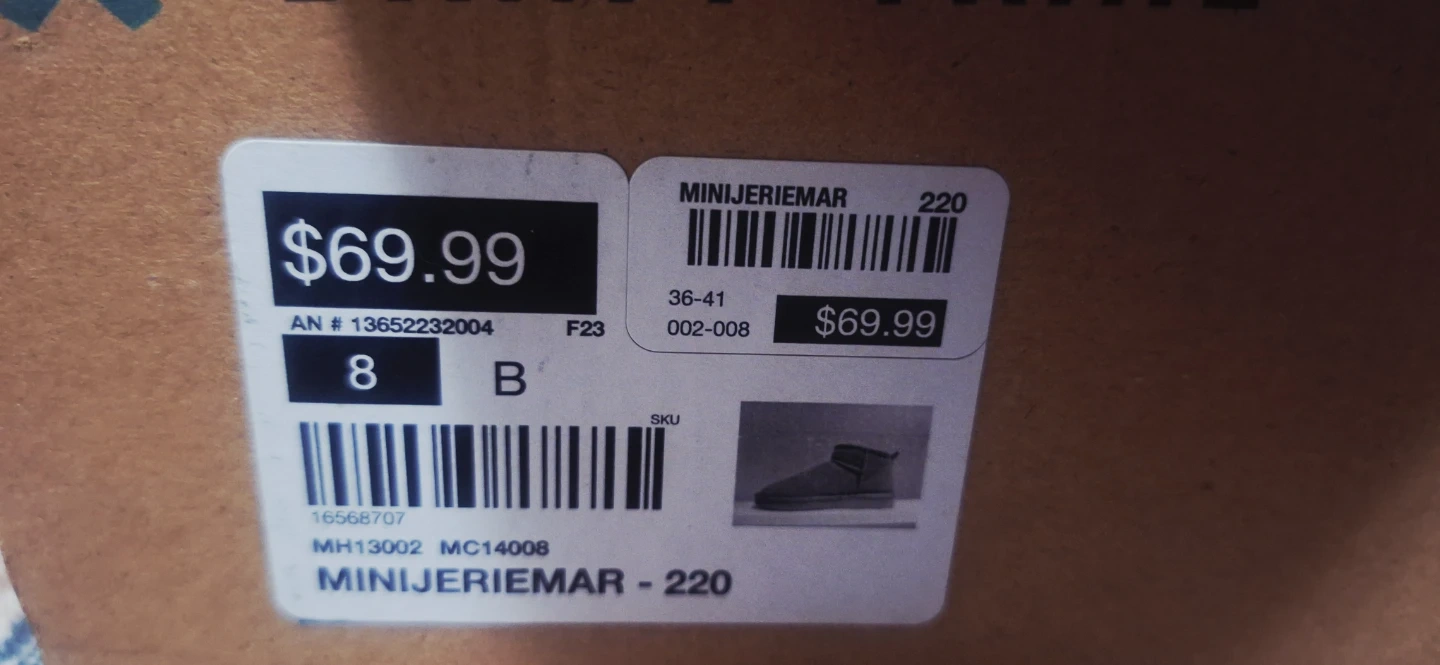 $69.99
AN # 13652232004 F23
8 B
SKU
16568707
MH13002 MC14008
MINIJERIEMAR - 220
MINIJERIEMAR 220
36-41
002-008 $69.99